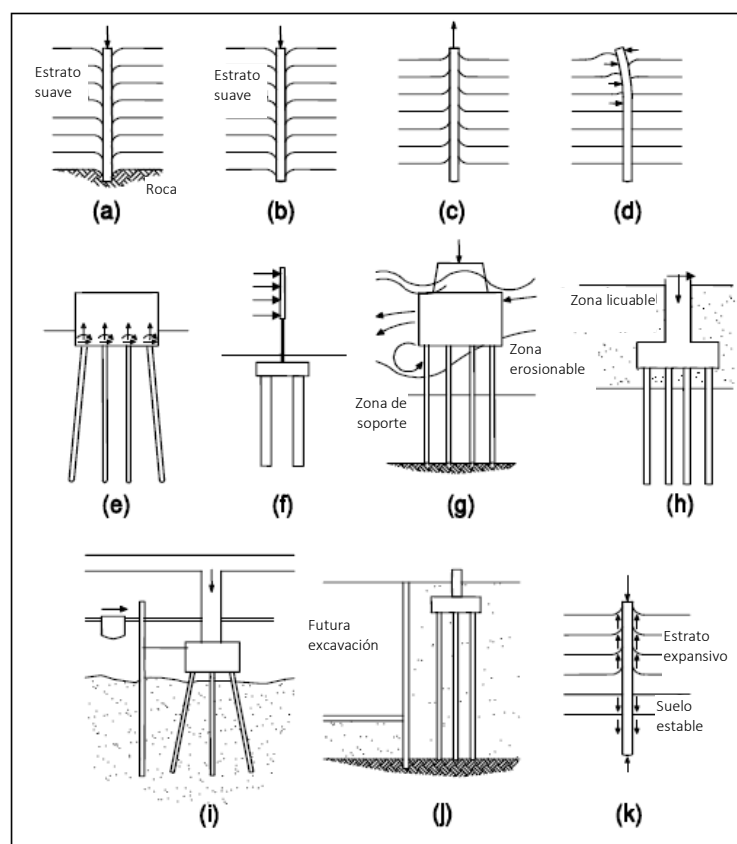 Estrato
suave
Roca
(a)
Estrato
suave
(b)
(c)
(d)
(e)
(f)
Zona
erosionable
Zona de
soporte
(g)
Zona licuable
(h)
(i)
Futura
excavación
(j)
Estrato
expansivo
Suelo
estable
(k)